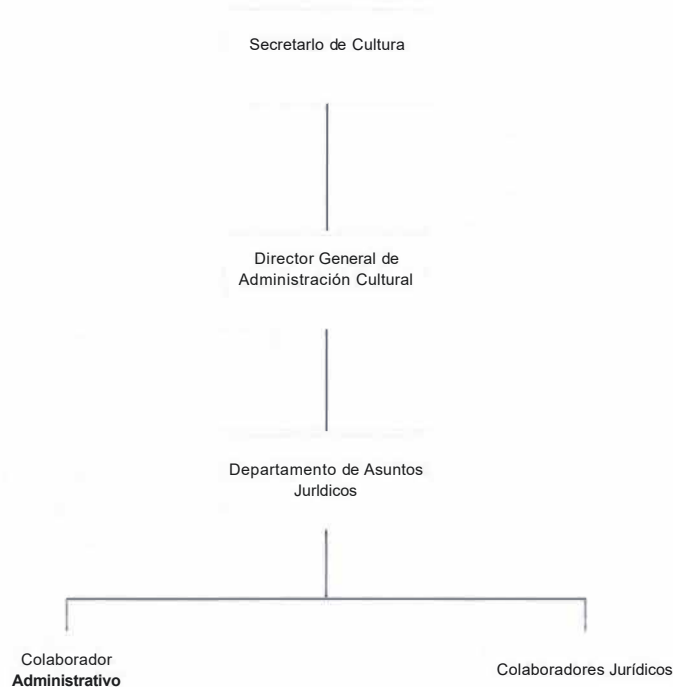 Secretarlo de Cultura
Director General de
Administración Cultural
Departamento de Asuntos
Jurldicos
Colaborador
Administrativo
Colaboradores Jurídicos